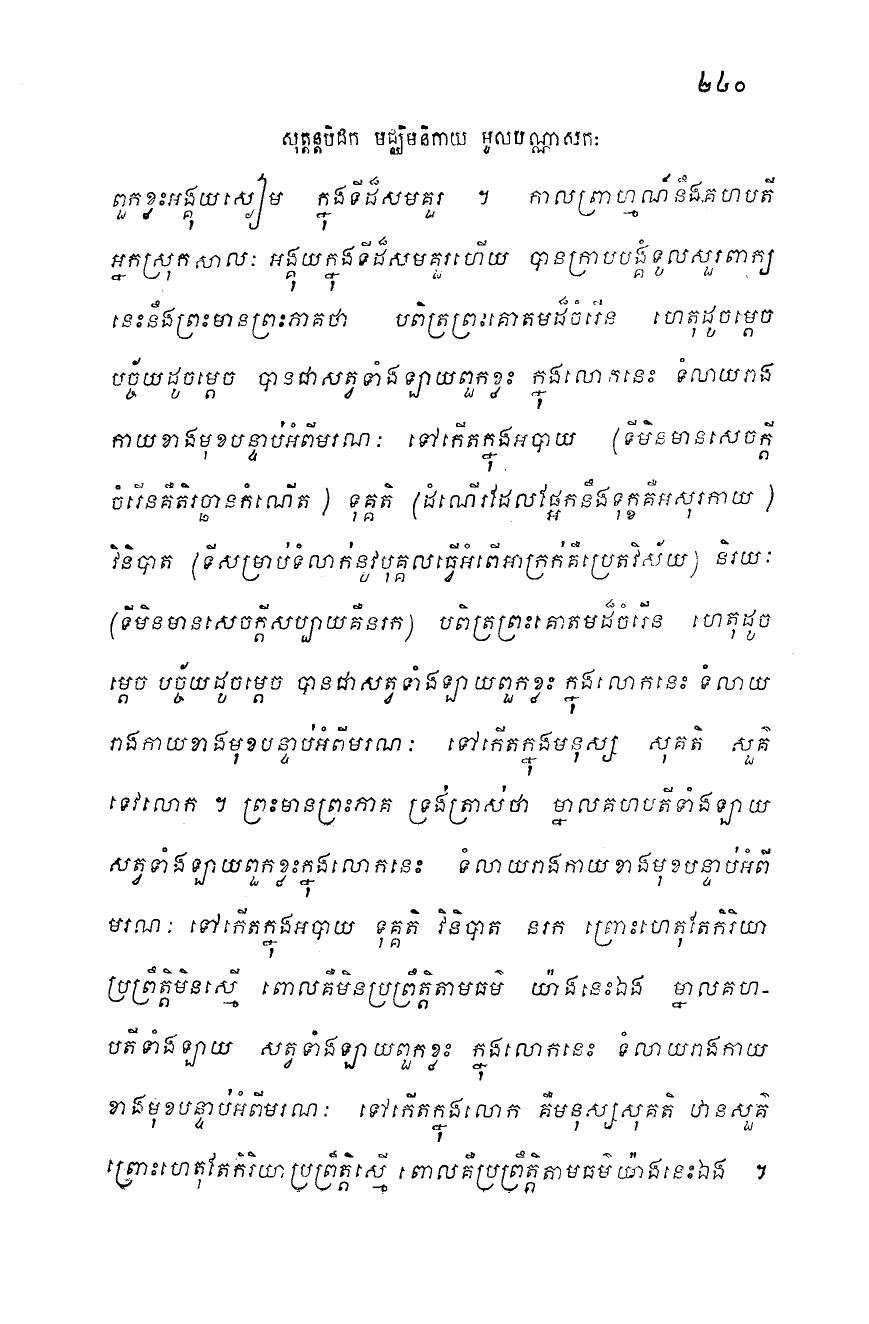 ២៤០
សុត្តន្តបិដក មជ្ឈិមនិកាយ មូលបណ្ណាសកៈ
ពួកខ្លះអង្គុយស្ងៀម ក្នុងទីដ៏សមគួរ ។ កាលព្រាហ្មណ៍នឹងគហបតី
អ្នកស្រុកសាលៈ អង្គុយក្នុងទីដ៏សមគួរហើយ បានក្រាបបង្គំទូលសួរពាក្យ
នេះនឹងព្រះមានព្រះភាគថា បពិត្រព្រះគោតមដ៏ចំរើន ហេតុដូចម្តេច
បច្ច័យដូចម្តេច បានជាសត្វទាំងឡាយពួកខ្លះ ក្នុងលោកនេះ ទំលាយរាង
កាយខាងមុខបន្ទាប់អំពីមរណៈ ទៅកើតក្នុងអបាយ (ទីមិនមានសេចក្តី
ចំរើនគឺតិរច្ឆានកំណើត ) ទុគ្គតិ (ដំណើរដែលផ្អែកនឹងទុក្ខគឺអសុរកាយ )
វិនិបាត (ទីសម្រាប់ទំលាក់នូវបុគ្គលធ្វើអំពើអាក្រក់គឺប្រេតវិស័យ) និរយៈ
(ទីមិនមានសេចក្តីសប្បាយគឺនរក) បពិត្រព្រះគោតមដ៏ចំរើន ហេតុដូច
ម្តេច បច្ច័យដូចម្តេច បានជាសត្វទាំងឡាយពួកខ្លះ ក្នុងលោកនេះ ទំលាយ
រាងកាយខាងមុខបន្ទាប់អំពីមរណៈ ទៅកើតក្នុងមនុស្ស សុគតិ សួគ៌
ទេវលោក ។ ព្រះមានព្រះភាគ ទ្រង់ត្រាស់ថា ម្នាលគហបតីទាំងឡាយ
សត្វទាំងឡាយពួកខ្លះក្នុងលោកនេះ ទំលាយរាងកាយខាងមុខបន្ទាប់អំពី
មរណៈ ទៅកើតក្នុងអបាយ ទុគ្គតិ វិនិបាត នរក ព្រោះហេតុតែកិរិយា
ប្រព្រឹត្តិមិនស្មើ ពោលគឺមិនប្រព្រឹត្តិតាមធម៌ យ៉ាងនេះឯង ម្នាលគហ-
បតីទាំងឡាយ សត្វទាំងឡាយពួកខ្លះ ក្នុងលោកនេះ ទំលាយរាងកាយ
ខាងមុខបន្ទាប់អំពីមរណៈ ទៅកើតក្នុងលោក គឺមនុស្សសុគតិ ឋានសួគ៌
ព្រោះហេតុតែកិរិយាប្រព្រឹត្តិស្មើ ពោលគឺប្រព្រឹត្តិតាមធម៌យ៉ាងនេះឯង ។